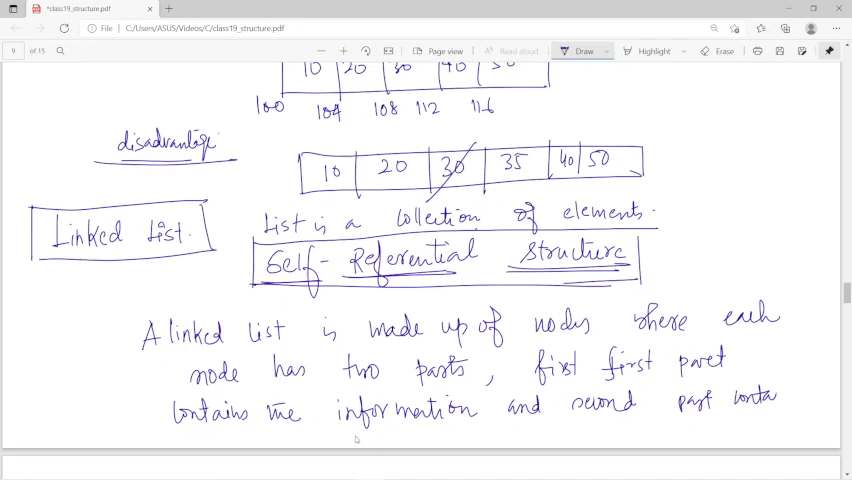 *class19_structure.pdf
File C:/Users/ASUS/Videos/C/class19_structure.pdf
9 of 15 Page view Read aloud Draw Highlight Erase
10 20 30 40 50
100 104 108 112 116
disadvantage
10 20 30 35 40 50
List is a collection of elements.
Linked List.
Self-Referential Structure
A linked list is made up of nodes where each
node has two parts, first first part
contains the information and second part conta